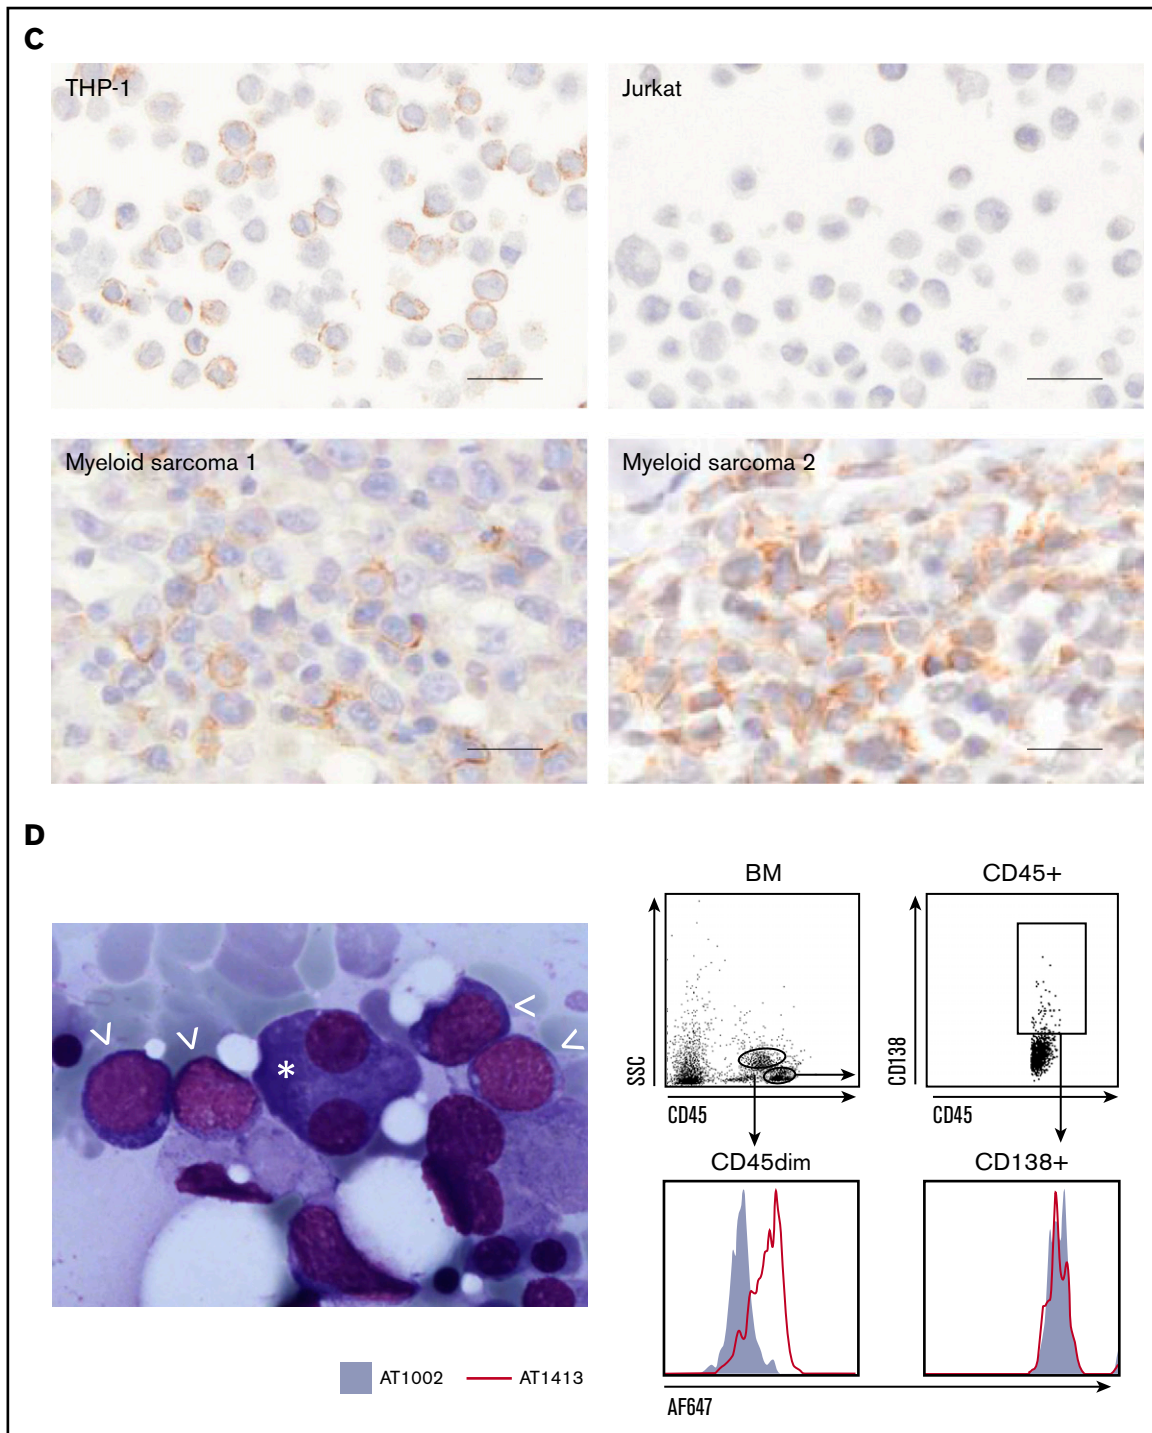 C
THP-1
Jurkat
Myeloid sarcoma 1
Myeloid sarcoma 2
D
BM
CD45+
SSC
CD45
CD138
CD45
*
CD45dim
CD138+
AT1002
AT1413
AF647